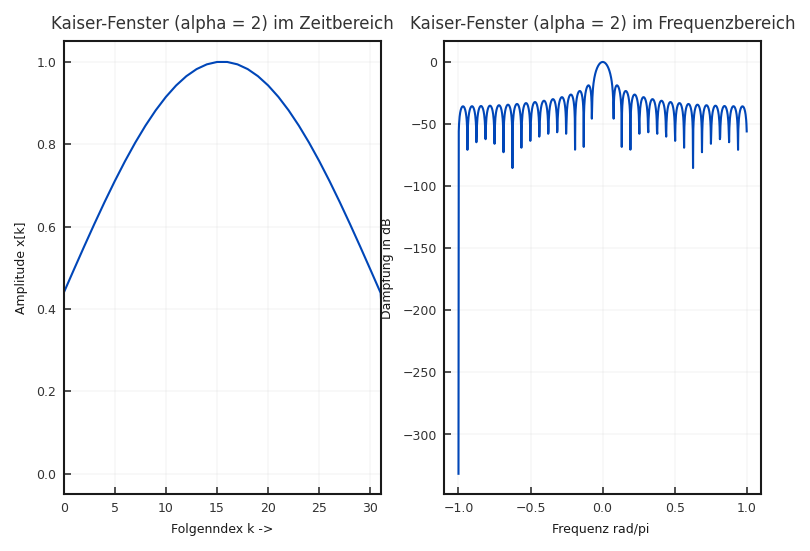 Kaiser-Fenster (alpha = 2) im Zeitbereich
Amplitude x[k]
1.0
0.8
0.6
0.4
0.2
0.0
0 5 10 15 20 25 30
Folgenndex k ->
Kaiser-Fenster (alpha = 2) im Frequenzbereich
Dämpfung in dB
0
−50
−100
−150
−200
−250
−300
−1.0 −0.5 0.0 0.5 1.0
Frequenz rad/pi